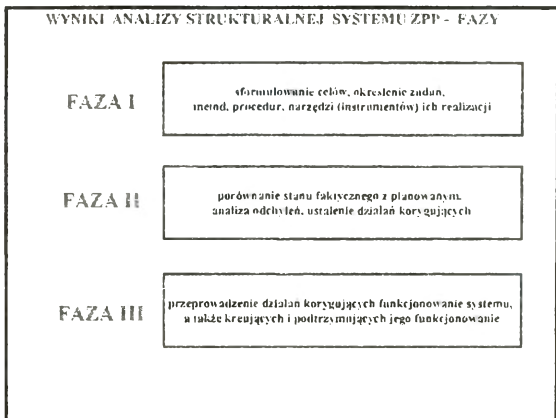 WYNIKI ANALIZY STRUKTURALNEJ SYSTEMU ZPP - FAZY
FAZA I
sformułowanie celów, określenie zadań,
metod, procedur, narzędzi (instrumentów) ich realizacji
FAZA II
porównanie stanu faktycznego z planowanym,
analiza odchyleń, ustalenie działań korygujących
FAZA III
przeprowadzenie działań korygujących funkcjonowanie systemu,
a także kreujących i podtrzymujących jego funkcjonowanie